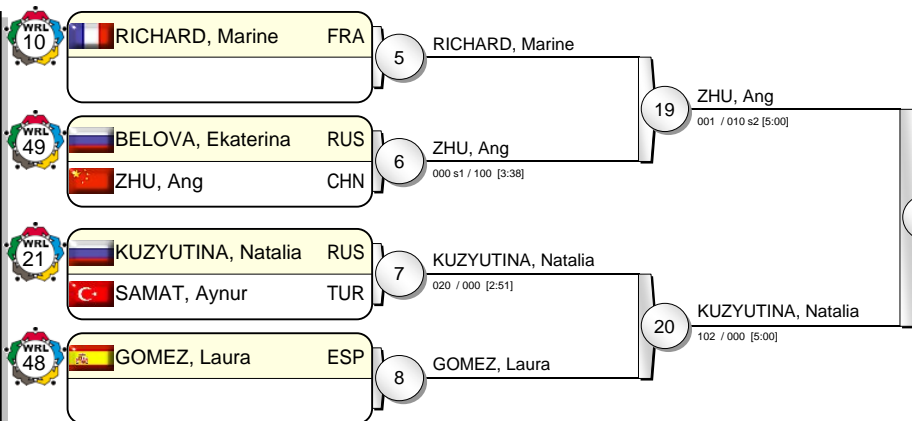 WRL
10
RICHARD, Marine FRA
5
RICHARD, Marine
19
ZHU, Ang
001 / 010 s2 [5:00]
WRL
49
BELOVA, Ekaterina RUS
ZHU, Ang CHN
6
ZHU, Ang
000 s1 / 100 [3:38]
WRL
21
KUZYUTINA, Natalia RUS
SAMAT, Aynur TUR
7
KUZYUTINA, Natalia
020 / 000 [2:51]
20
KUZYUTINA, Natalia
102 / 000 [5:00]
WRL
48
GOMEZ, Laura ESP
8
GOMEZ, Laura